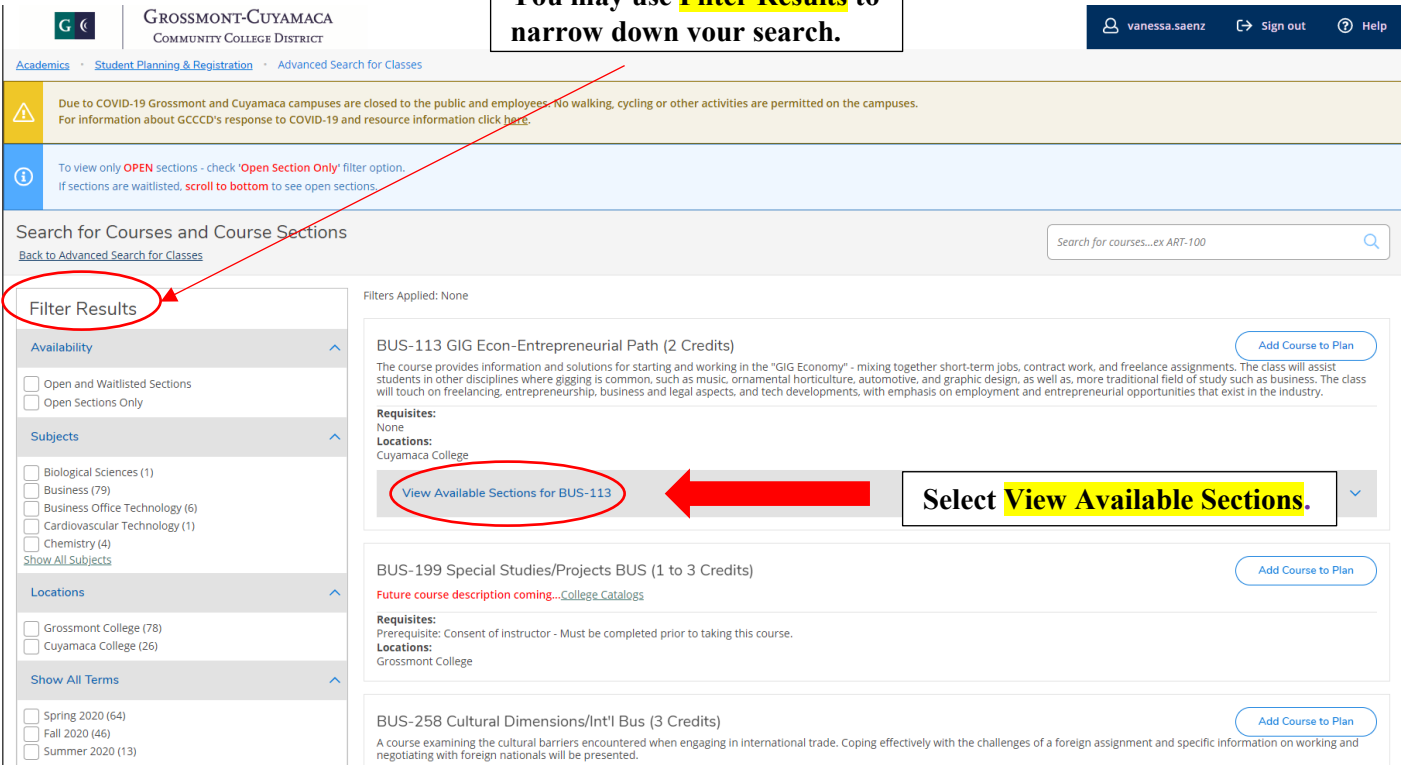 You may use Filter Results to
narrow down your search.
G C
GROSSMONT-CUYAMACA
COMMUNITY COLLEGE DISTRICT
vanessa.saenz Sign out Help
Academics · Student Planning & Registration · Advanced Search for Classes
Due to COVID-19 Grossmont and Cuyamaca campuses are closed to the public and employees. No walking, cycling or other activities are permitted on the campuses.
For information about GCCCD's response to COVID-19 and resource information click here.
To view only OPEN sections - check 'Open Section Only' filter option.
If sections are waitlisted, scroll to bottom to see open sections.
Search for Courses and Course Sections
Back to Advanced Search for Classes
Search for courses...ex ART-100
Filter Results
Availability
Open and Waitlisted Sections
Open Sections Only
Subjects
Biological Sciences (1)
Business (79)
Business Office Technology (6)
Cardiovascular Technology (1)
Chemistry (4)
Show All Subjects
Locations
Grossmont College (78)
Cuyamaca College (26)
Show All Terms
Spring 2020 (64)
Fall 2020 (46)
Summer 2020 (13)
Filters Applied: None
BUS-113 GIG Econ-Entrepreneurial Path (2 Credits)
Add Course to Plan
The course provides information and solutions for starting and working in the "GIG Economy" - mixing together short-term jobs, contract work, and freelance assignments. The class will assist
students in other disciplines where gigging is common, such as music, ornamental horticulture, automotive, and graphic design, as well as, more traditional field of study such as business. The class
will touch on freelancing, entrepreneurship, business and legal aspects, and tech developments, with emphasis on employment and entrepreneurial opportunities that exist in the industry.
Requisites:
None
Locations:
Cuyamaca College
View Available Sections for BUS-113
Select View Available Sections.
BUS-199 Special Studies/Projects BUS (1 to 3 Credits)
Add Course to Plan
Future course description coming...College Catalogs
Requisites:
Prerequisite: Consent of instructor - Must be completed prior to taking this course.
Locations:
Grossmont College
BUS-258 Cultural Dimensions/Int'l Bus (3 Credits)
Add Course to Plan
A course examining the cultural barriers encountered when engaging in international trade. Coping effectively with the challenges of a foreign assignment and specific information on working and
negotiating with foreign nationals will be presented.